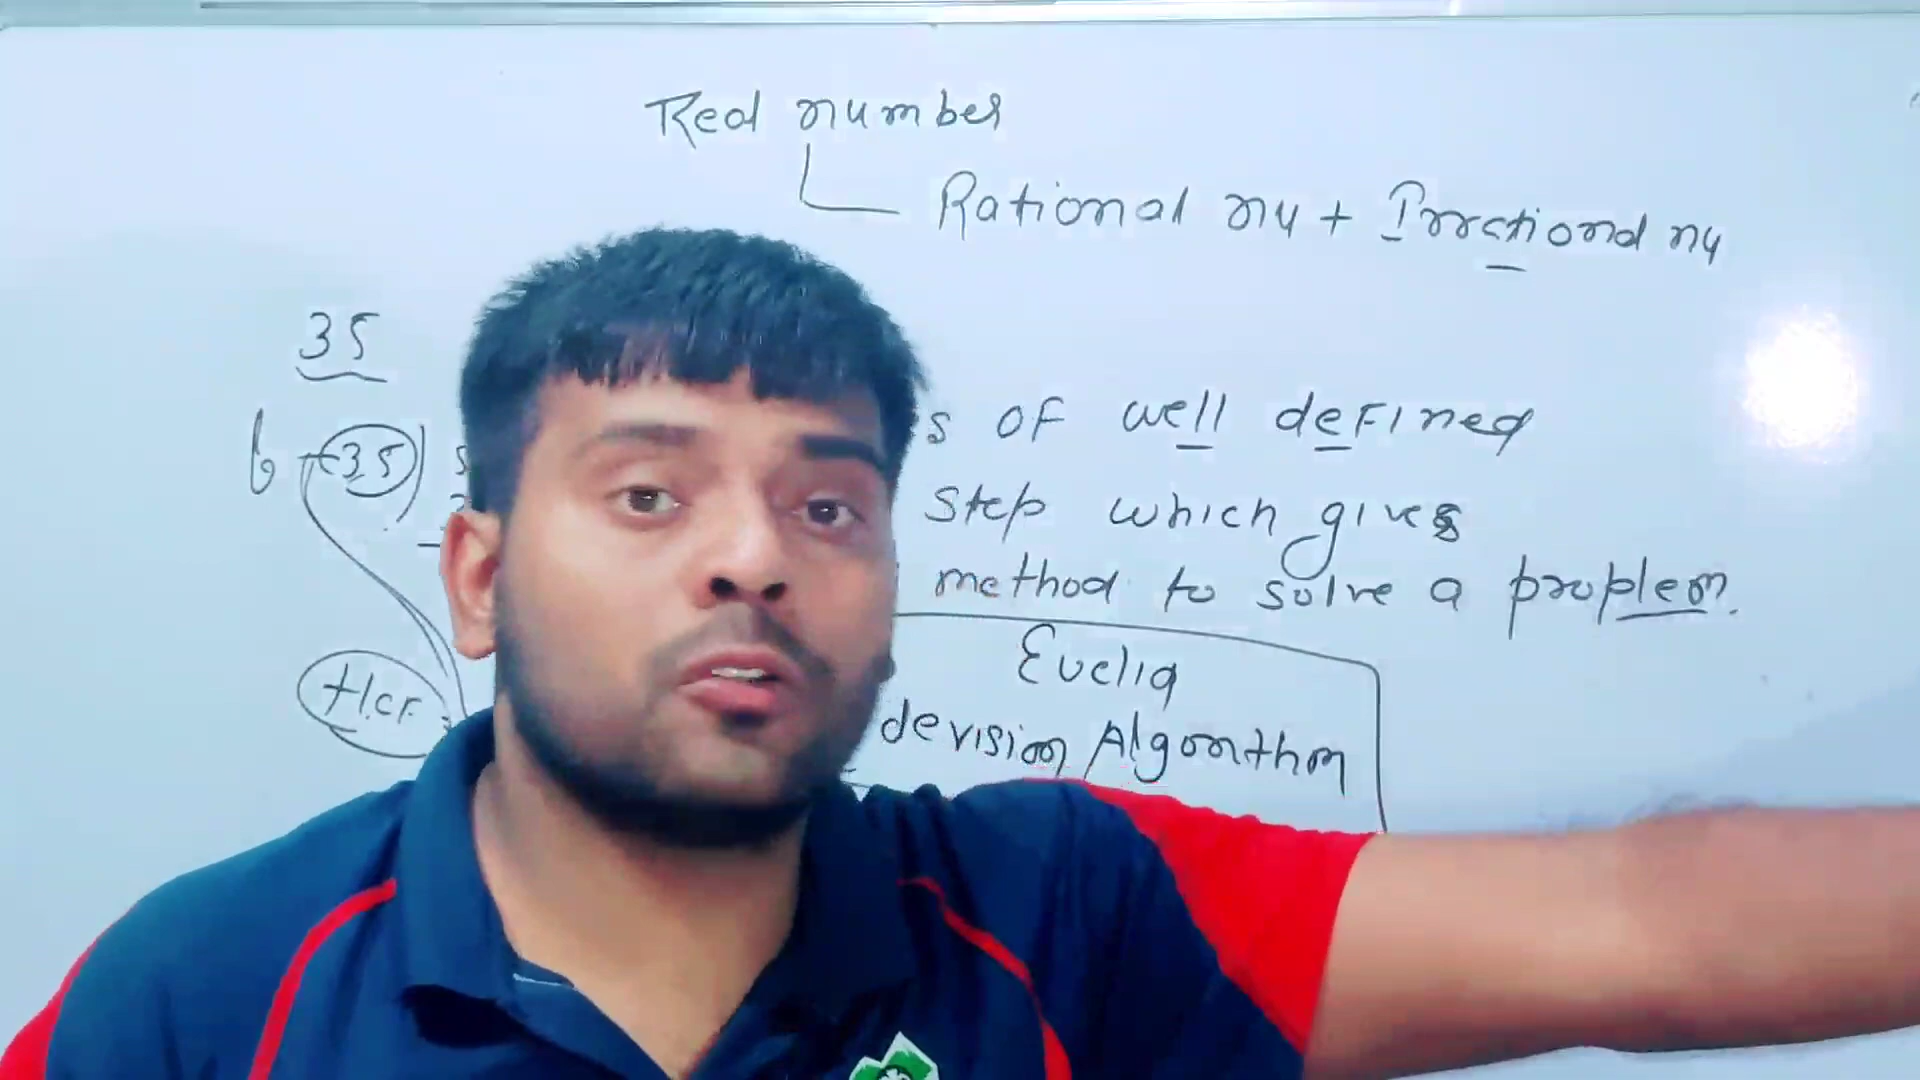 Real number
Rational nu + Irrational nu
35
b 35) 5
s of well defined
step which gives
method to solve a problem.
H.C.F.
Euclid
devision Algorithm